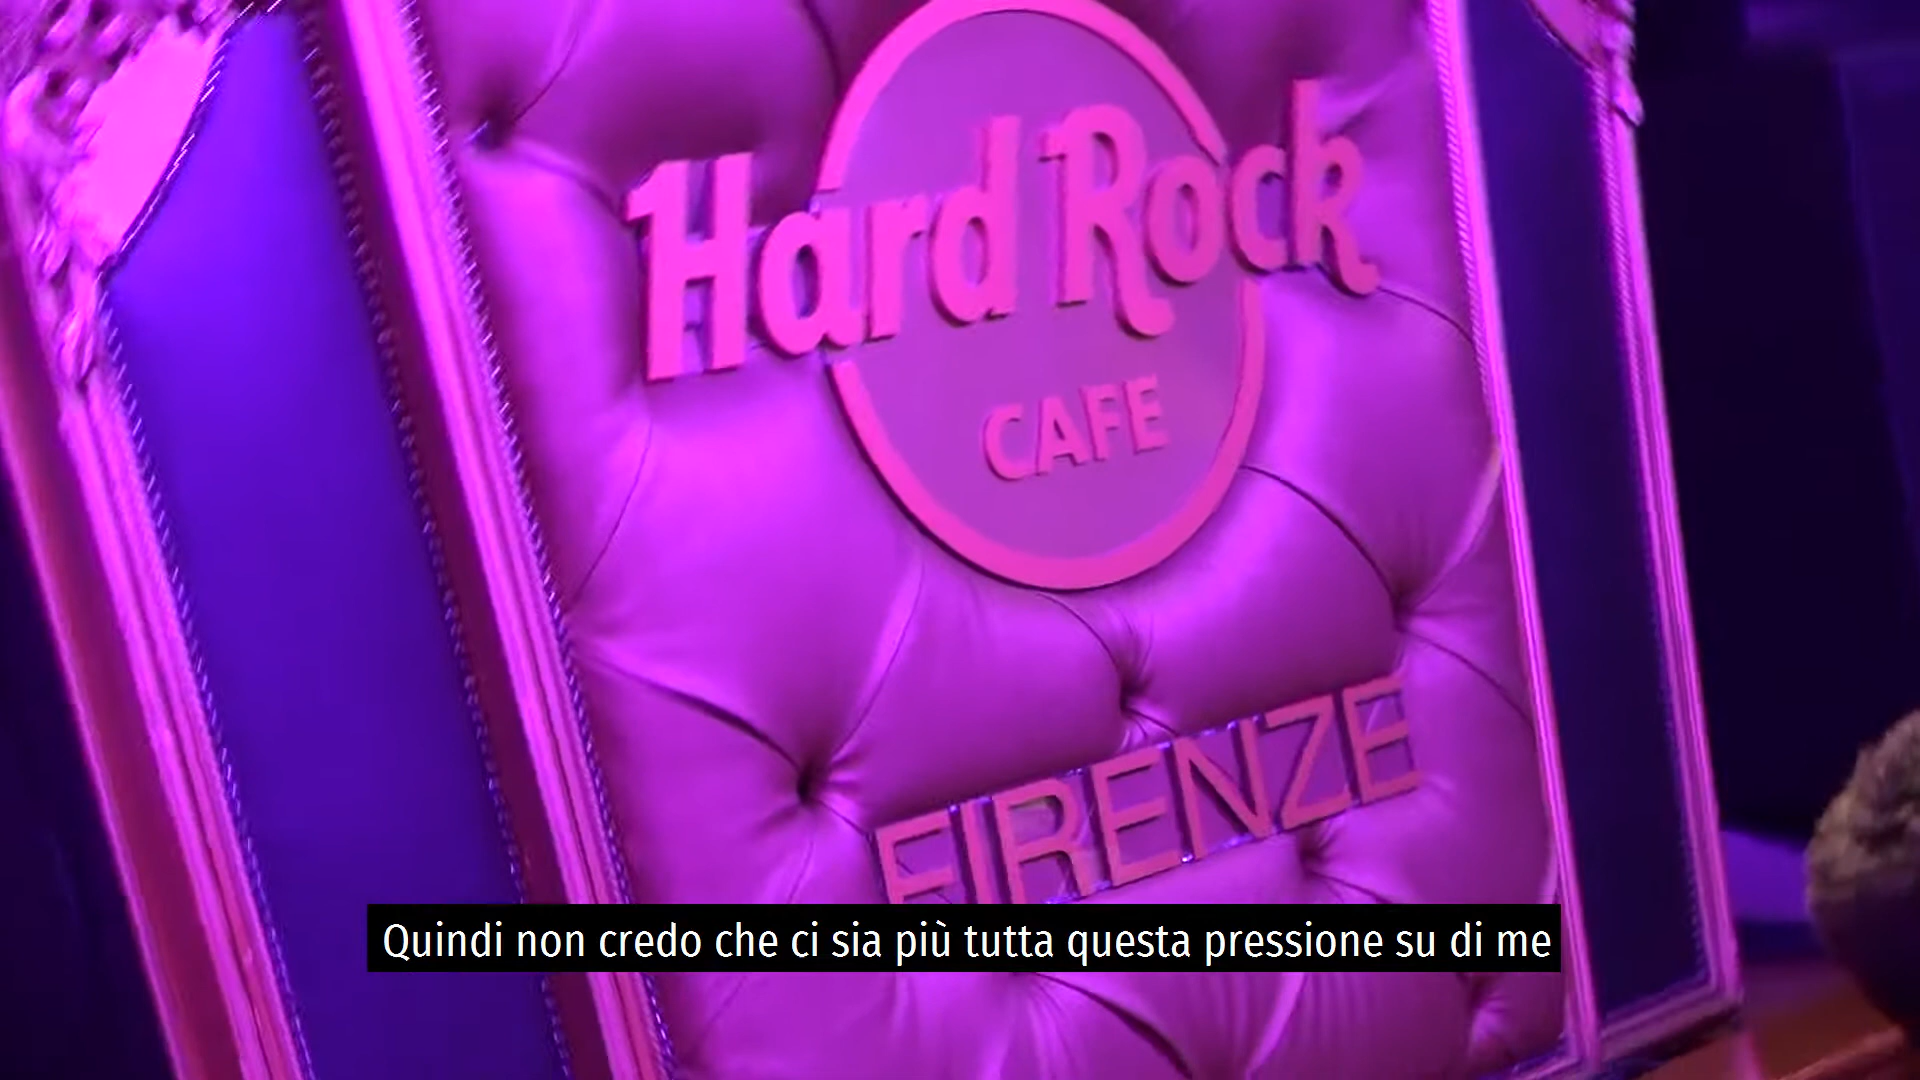 Hard Rock
CAFE
FIRENZE
Quindi non credo che ci sia più tutta questa pressione su di me